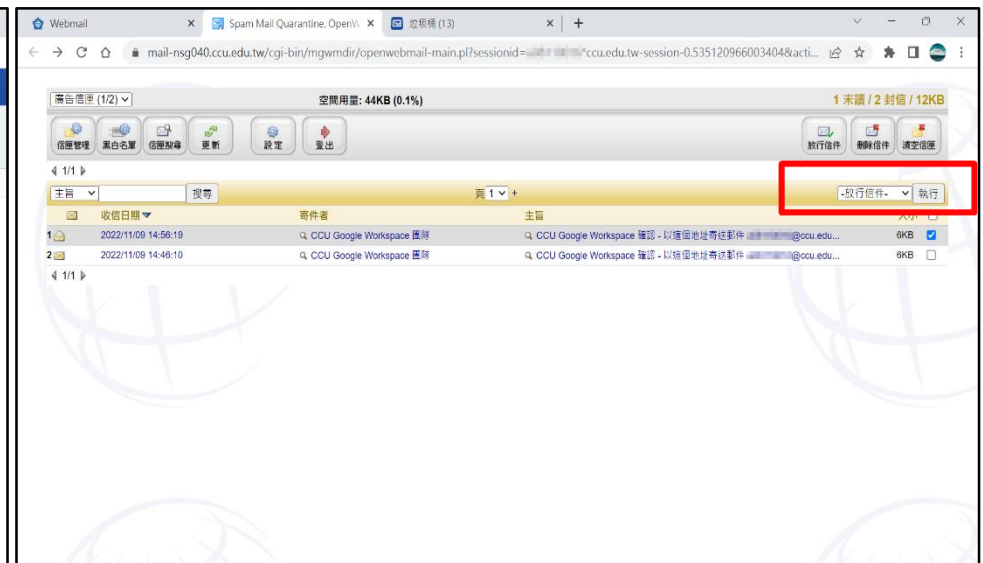 Webmail
Spam Mail Quarantine. OpenW
垃圾桶 (13)
mail-nsg040.ccu.edu.tw/cgi-bin/mgwmdir/openwebmail-main.pl?sessionid= *ccu.edu.tw-session-0.535120966003404&acti...
廣告信匣 (1/2) 空間用量: 44KB (0.1%) 1 未讀 / 2 封信 / 12KB
信匣管理 黑白名單 信匣搜尋 更新 設定 登出 放行信件 刪除信件 清空信匣
1/1
主旨 搜尋 頁 1 + -放行信件- 執行
收信日期 寄件者 主旨 大小
1 2022/11/09 14:56:19 CCU Google Workspace 團隊 CCU Google Workspace 確認 - 以這個地址寄送郵件 @ccu.edu... 6KB
2 2022/11/09 14:46:10 CCU Google Workspace 團隊 CCU Google Workspace 確認 - 以這個地址寄送郵件 @ccu.edu... 6KB
1/1